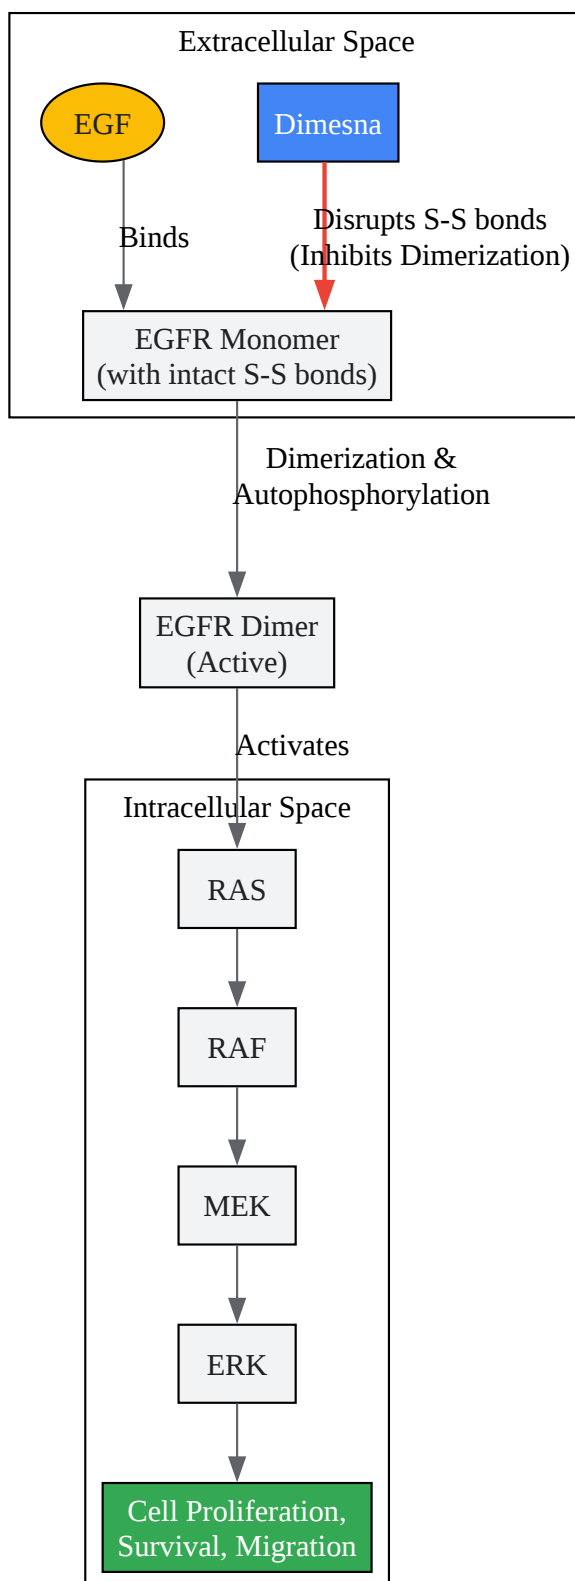 Extracellular Space
EGF
Dimesna
Binds
Disrupts S-S bonds
(Inhibits Dimerization)
EGFR Monomer
(with intact S-S bonds)
Dimerization &
Autophosphorylation
EGFR Dimer
(Active)
Activates
Intracellular Space
RAS
RAF
MEK
ERK
Cell Proliferation,
Survival, Migration